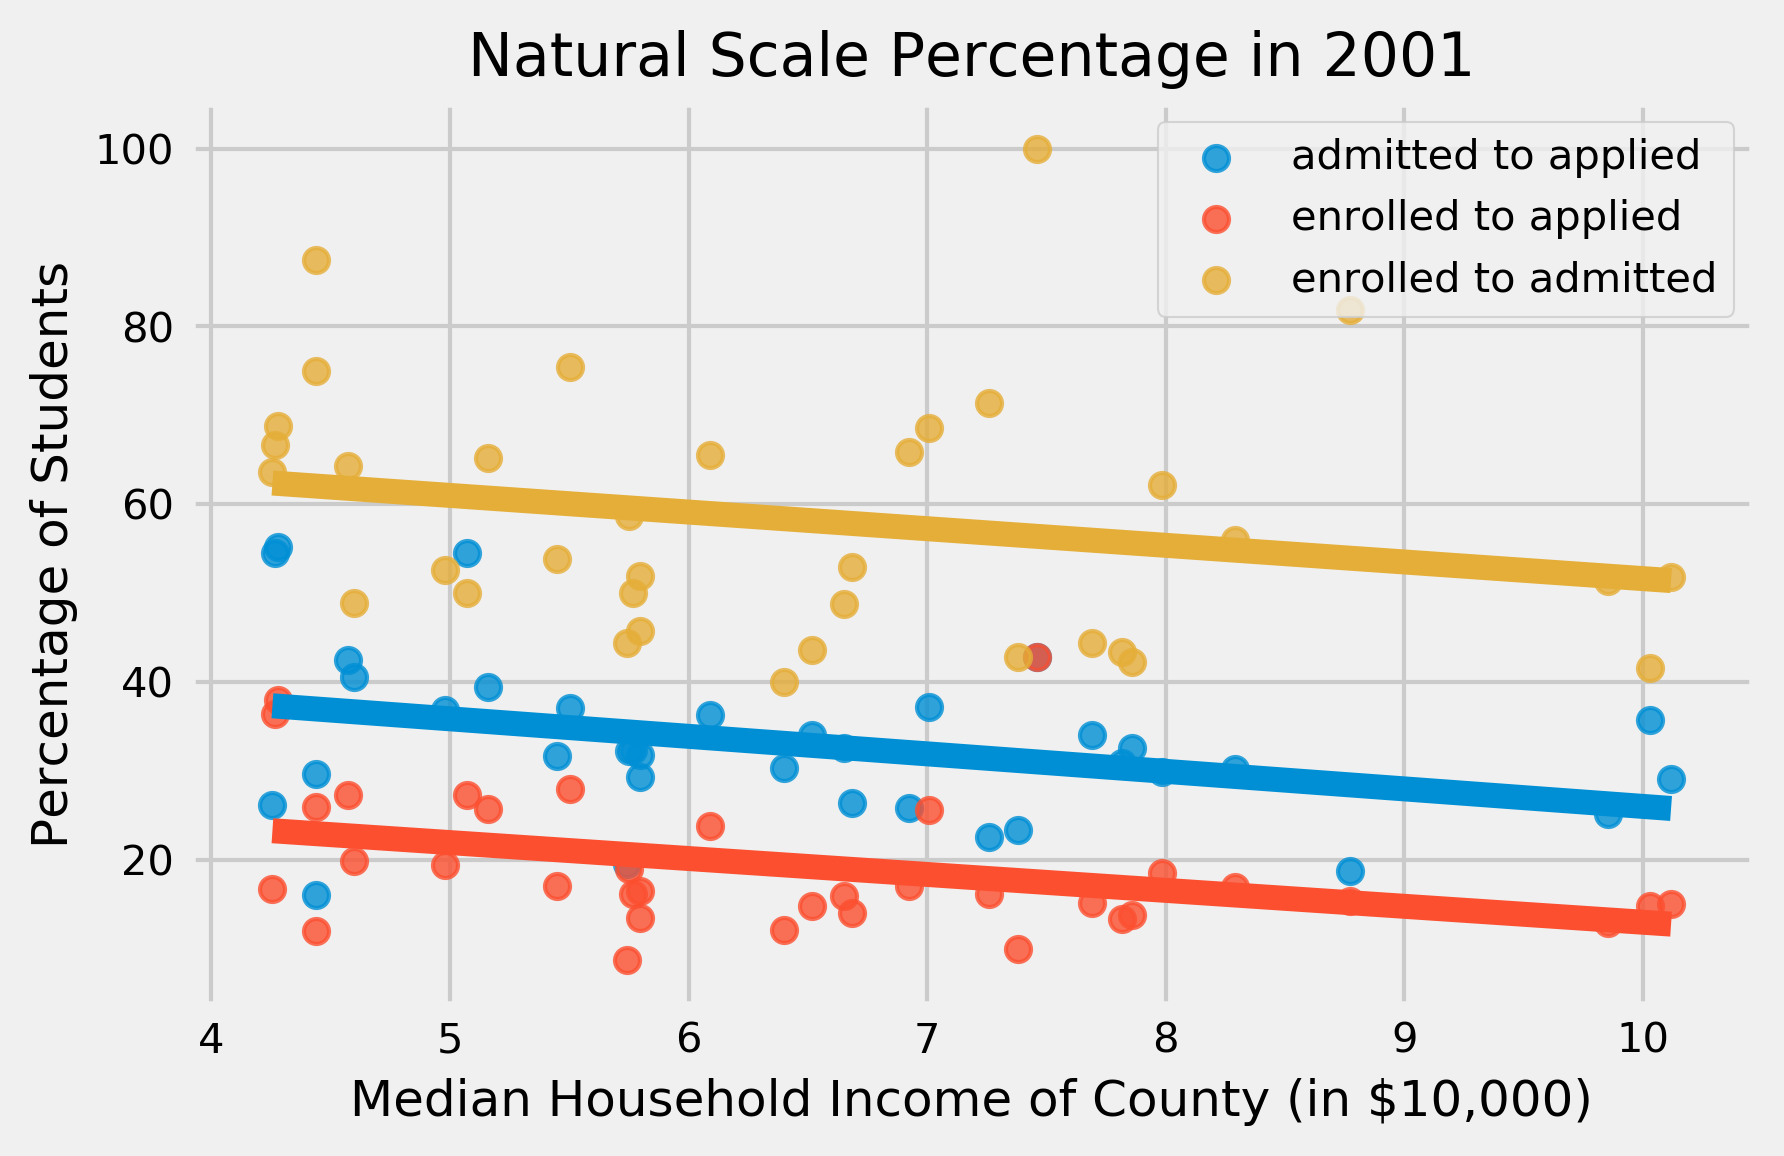 Natural Scale Percentage in 2001
admitted to applied
enrolled to applied
enrolled to admitted
Percentage of Students
100
80
60
40
20
4 5 6 7 8 9 10
Median Household Income of County (in $10,000)